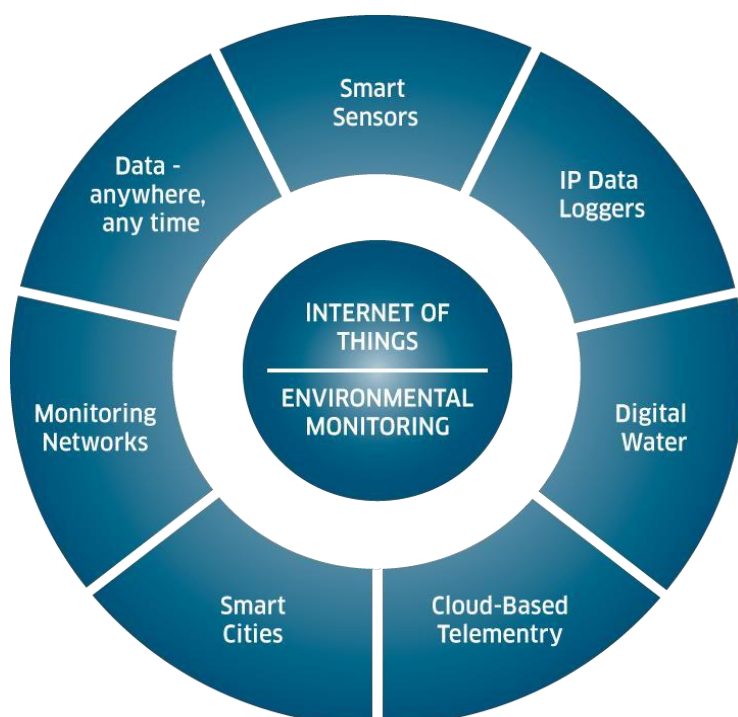 Smart
Sensors
IP Data
Loggers
Digital
Water
Cloud-Based
Telementry
Smart
Cities
Monitoring
Networks
Data -
anywhere,
any time
INTERNET OF
THINGS
ENVIRONMENTAL
MONITORING